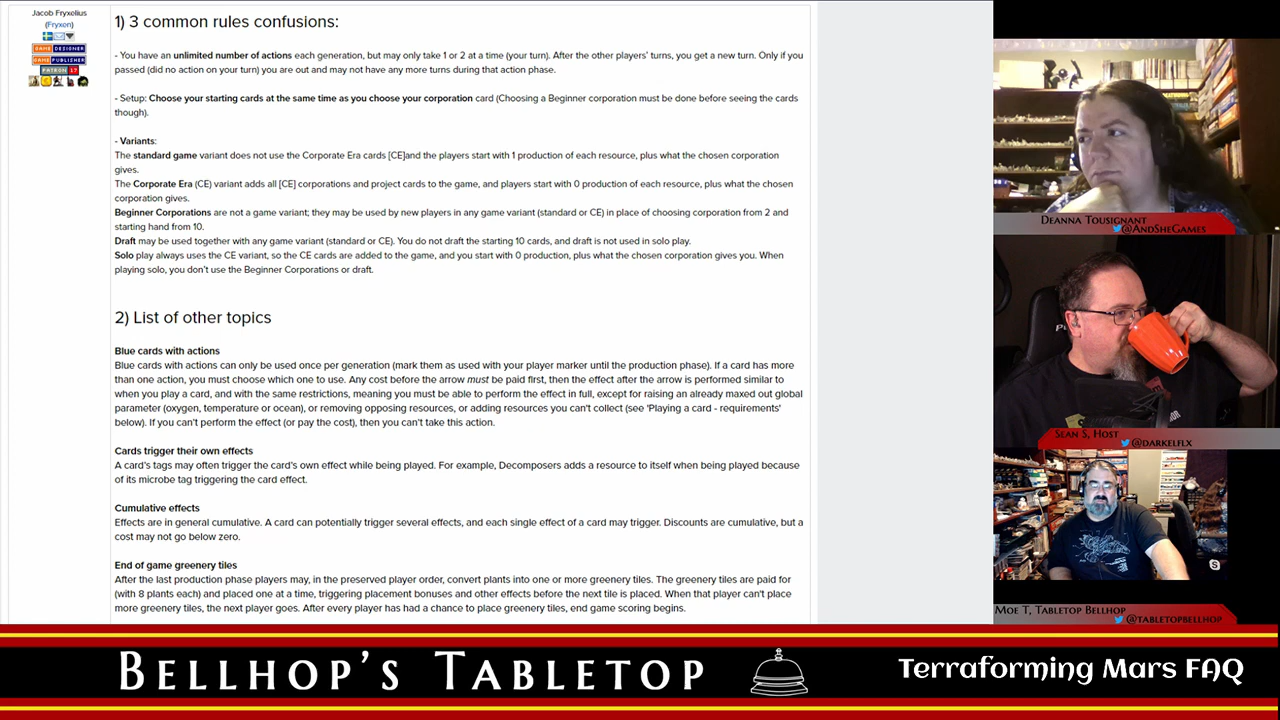 Jacob Fryxelius
(Fryxen)
GAME DESIGNER
GAME PUBLISHER
PATRON 17
1) 3 common rules confusions:
- You have an unlimited number of actions each generation, but may only take 1 or 2 at a time (your turn). After the other players' turns, you get a new turn. Only if you
passed (did no action on your turn) you are out and may not have any more turns during that action phase.
- Setup: Choose your starting cards at the same time as you choose your corporation card (Choosing a Beginner corporation must be done before seeing the cards
though).
- Variants:
The standard game variant does not use the Corporate Era cards [CE]and the players start with 1 production of each resource, plus what the chosen corporation
gives.
The Corporate Era (CE) variant adds all [CE] corporations and project cards to the game, and players start with 0 production of each resource, plus what the chosen
corporation gives.
Beginner Corporations are not a game variant; they may be used by new players in any game variant (standard or CE) in place of choosing corporation from 2 and
starting hand from 10.
Draft may be used together with any game variant (standard or CE). You do not draft the starting 10 cards, and draft is not used in solo play.
Solo play always uses the CE variant, so the CE cards are added to the game, and you start with 0 production, plus what the chosen corporation gives you. When
playing solo, you don't use the Beginner Corporations or draft.
2) List of other topics
Blue cards with actions
Blue cards with actions can only be used once per generation (mark them as used with your player marker until the production phase). If a card has more
than one action, you must choose which one to use. Any cost before the arrow must be paid first, then the effect after the arrow is performed similar to
when you play a card, and with the same restrictions, meaning you must be able to perform the effect in full, except for raising an already maxed out global
parameter (oxygen, temperature or ocean), or removing opposing resources, or adding resources you can't collect (see 'Playing a card - requirements'
below). If you can't perform the effect (or pay the cost), then you can't take this action.
Cards trigger their own effects
A card's tags may often trigger the card's own effect while being played. For example, Decomposers adds a resource to itself when being played because
of its microbe tag triggering the card effect.
Cumulative effects
Effects are in general cumulative. A card can potentially trigger several effects, and each single effect of a card may trigger. Discounts are cumulative, but a
cost may not go below zero.
End of game greenery tiles
After the last production phase players may, in the preserved player order, convert plants into one or more greenery tiles. The greenery tiles are paid for
(with 8 plants each) and placed one at a time, triggering placement bonuses and other effects before the next tile is placed. When that player can't place
more greenery tiles, the next player goes. After every player has had a chance to place greenery tiles, end game scoring begins.
Deanna Tousignant
@AndSheGames
Sean S, Host
@darkelflx
Moe T, Tabletop Bellhop
@tabletopbellhop
Bellhop's Tabletop
Terraforming Mars FAQ